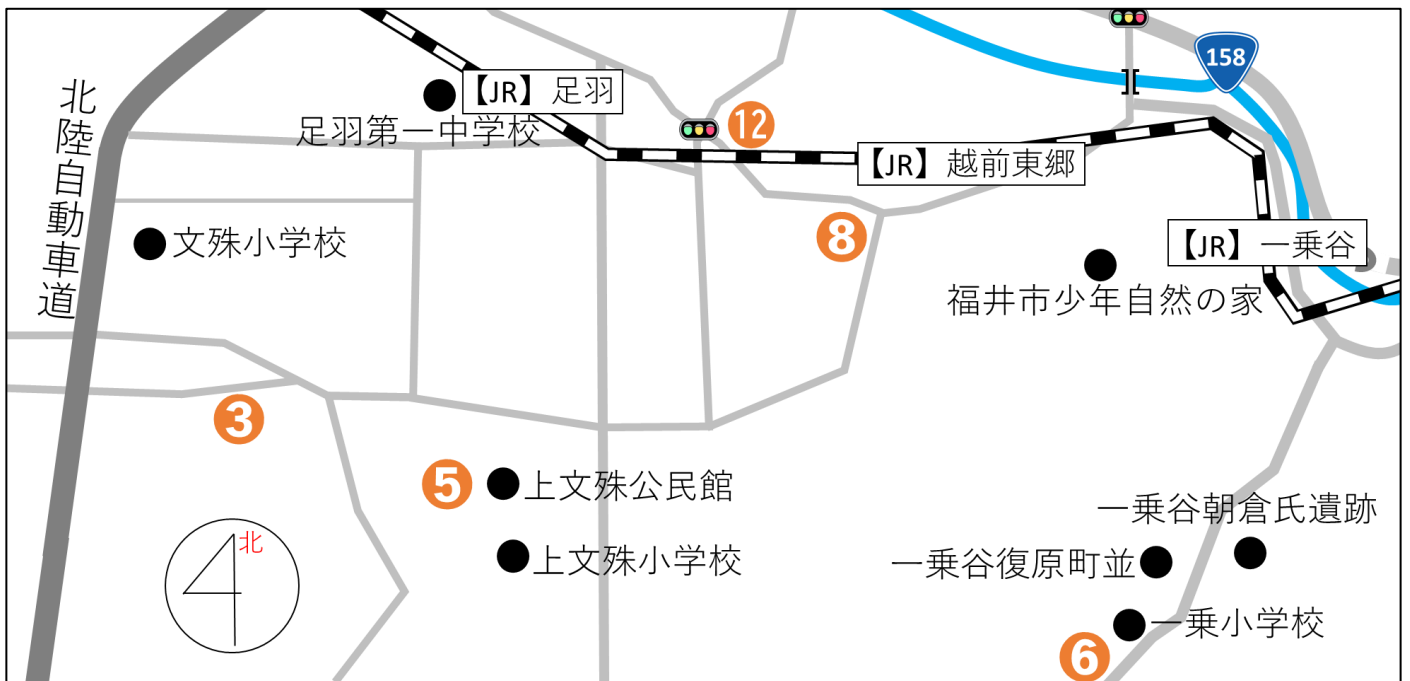 158
北陸自動車道
【JR】足羽
足羽第一中学校
12
【JR】越前東郷
文殊小学校
8
【JR】一乗谷
福井市少年自然の家
3
5
上文殊公民館
一乗谷朝倉氏遺跡
北
上文殊小学校
一乗谷復原町並
一乗小学校
6